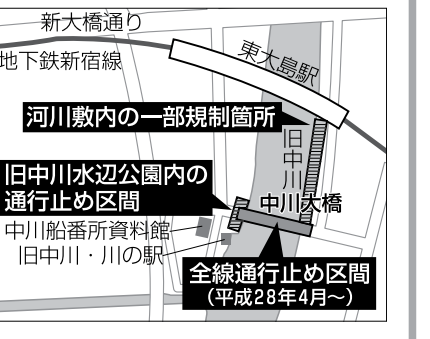 新大橋通り
地下鉄新宿線
東大島駅
河川敷内の一部規制箇所
旧中川
旧中川水辺公園内の
通行止め区間
中川大橋
中川船番所資料館
旧中川・川の駅
全線通行止め区間
(平成28年4月~)